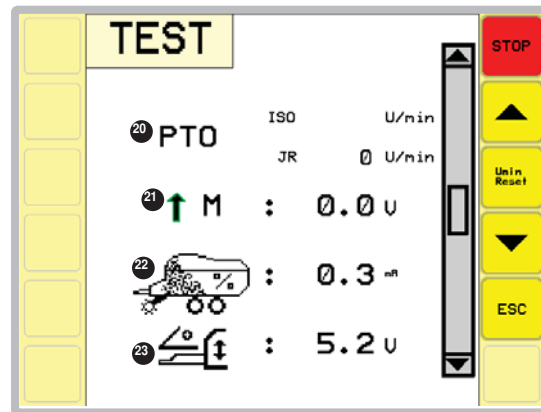 TEST
STOP
ISO U/min
20 PTO
JR 0 U/min
Umin
Reset
21 M : 0.0 V
22 % : 0.3 mA
ESC
23 : 5.2 V